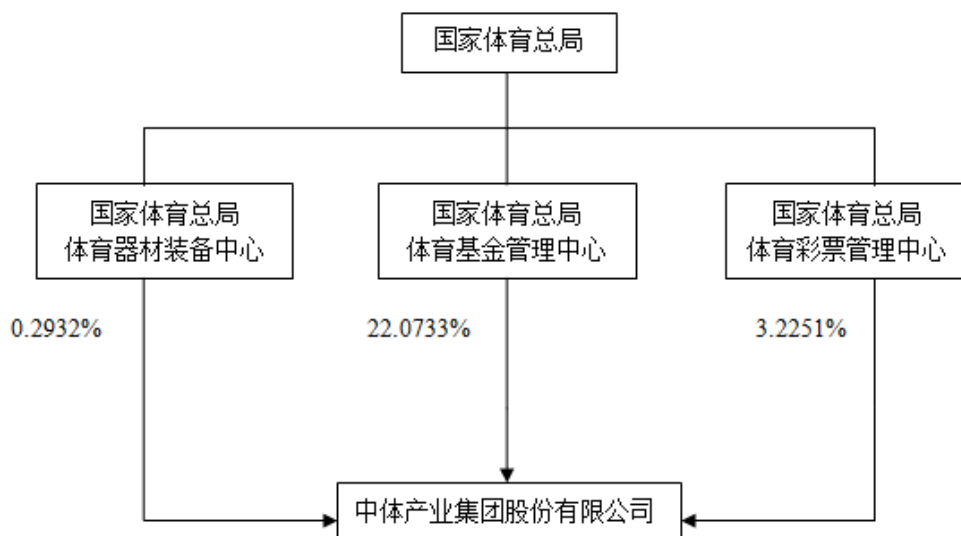 国家体育总局
国家体育总局
体育器材装备中心
国家体育总局
体育基金管理中心
国家体育总局
体育彩票管理中心
0.2932%
22.0733%
3.2251%
中体产业集团股份有限公司